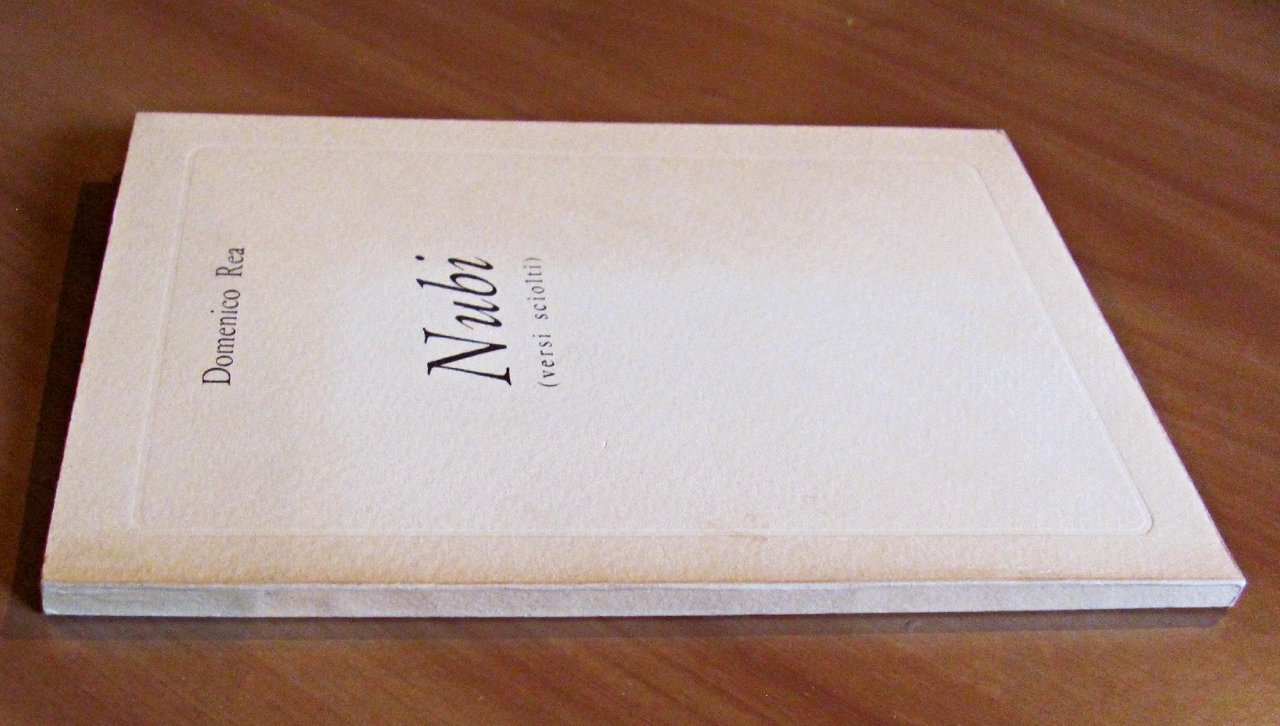 Domenico Rea
Nubi
(versi sciolti)